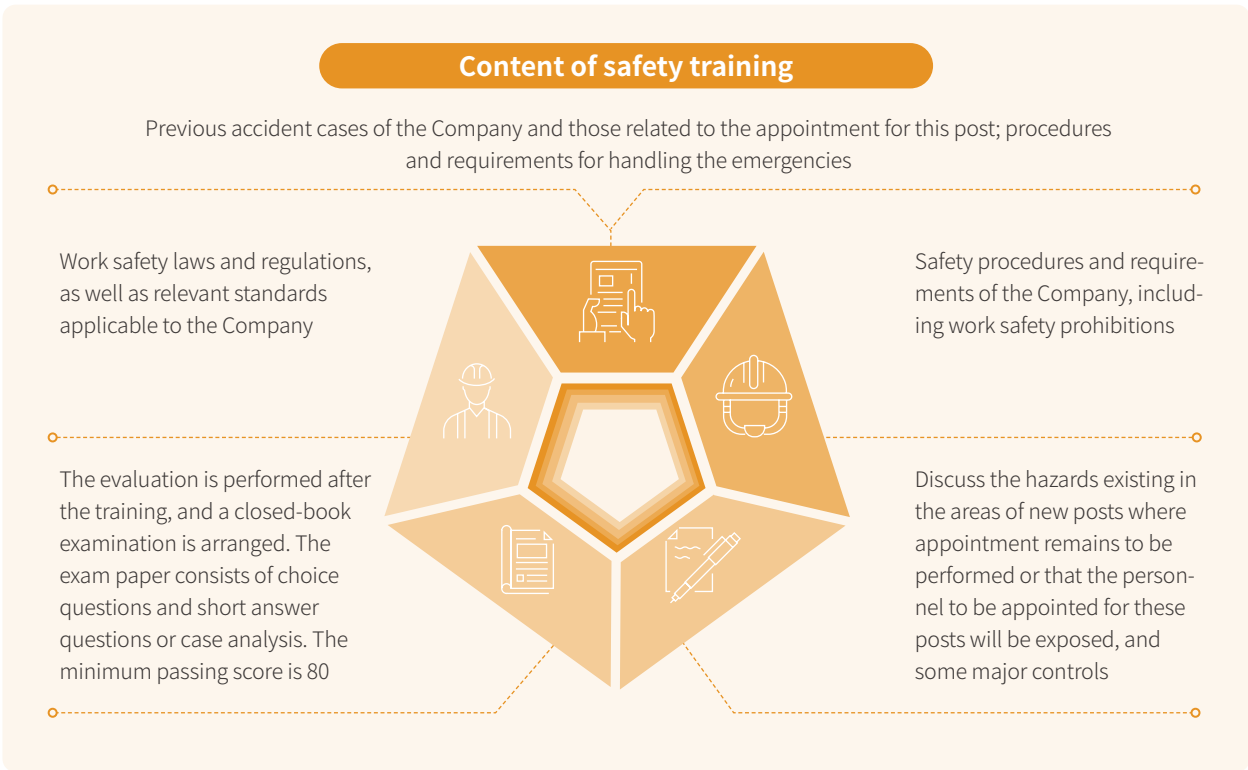 Content of safety training
Previous accident cases of the Company and those related to the appointment for this post; procedures
and requirements for handling the emergencies
Work safety laws and regulations,
as well as relevant standards
applicable to the Company
Safety procedures and require-
ments of the Company, includ-
ing work safety prohibitions
The evaluation is performed after
the training, and a closed-book
examination is arranged. The
exam paper consists of choice
questions and short answer
questions or case analysis. The
minimum passing score is 80
Discuss the hazards existing in
the areas of new posts where
appointment remains to be
performed or that the person-
nel to be appointed for these
posts will be exposed, and
some major controls